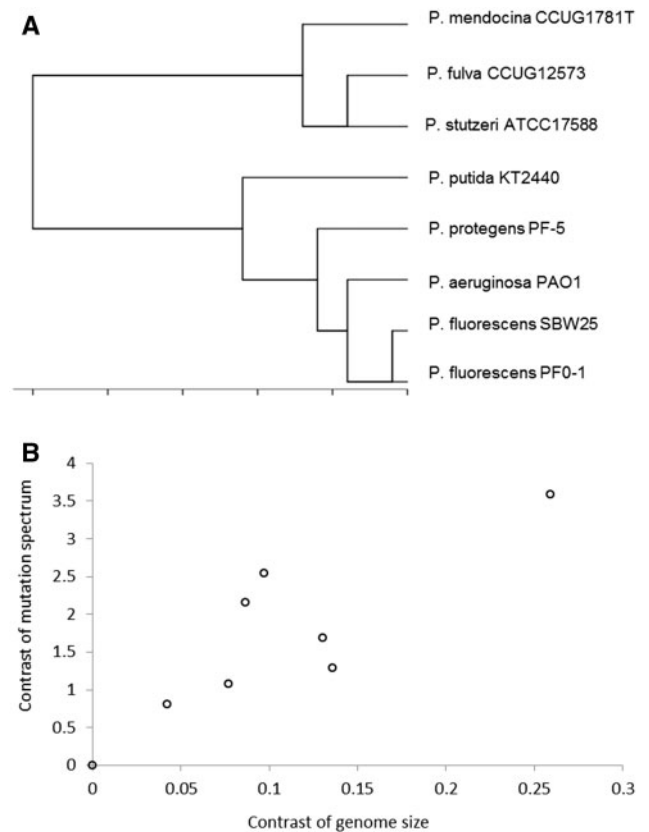 A
P. mendocina CCUG1781T
P. fulva CCUG12573
P. stutzeri ATCC17588
P. putida KT2440
P. protegens PF-5
P. aeruginosa PAO1
P. fluorescens SBW25
P. fluorescens PF0-1
B
Contrast of mutation spectrum
4
3.5
3
2.5
2
1.5
1
0.5
0
0 0.05 0.1 0.15 0.2 0.25 0.3
Contrast of genome size